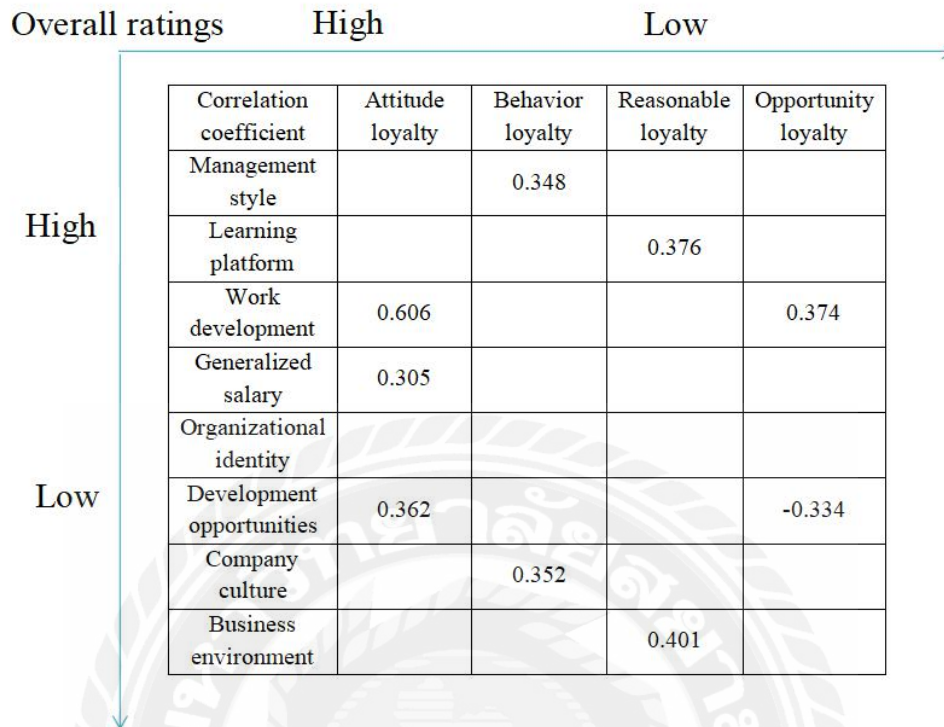 Overall ratings High Low
Correlation coefficient Attitude loyalty Behavior loyalty Reasonable loyalty Opportunity loyalty
High
Management style 0.348
Learning platform 0.376
Work development 0.606 0.374
Generalized salary 0.305
Low
Organizational identity
Development opportunities 0.362 -0.334
Company culture 0.352
Business environment 0.401